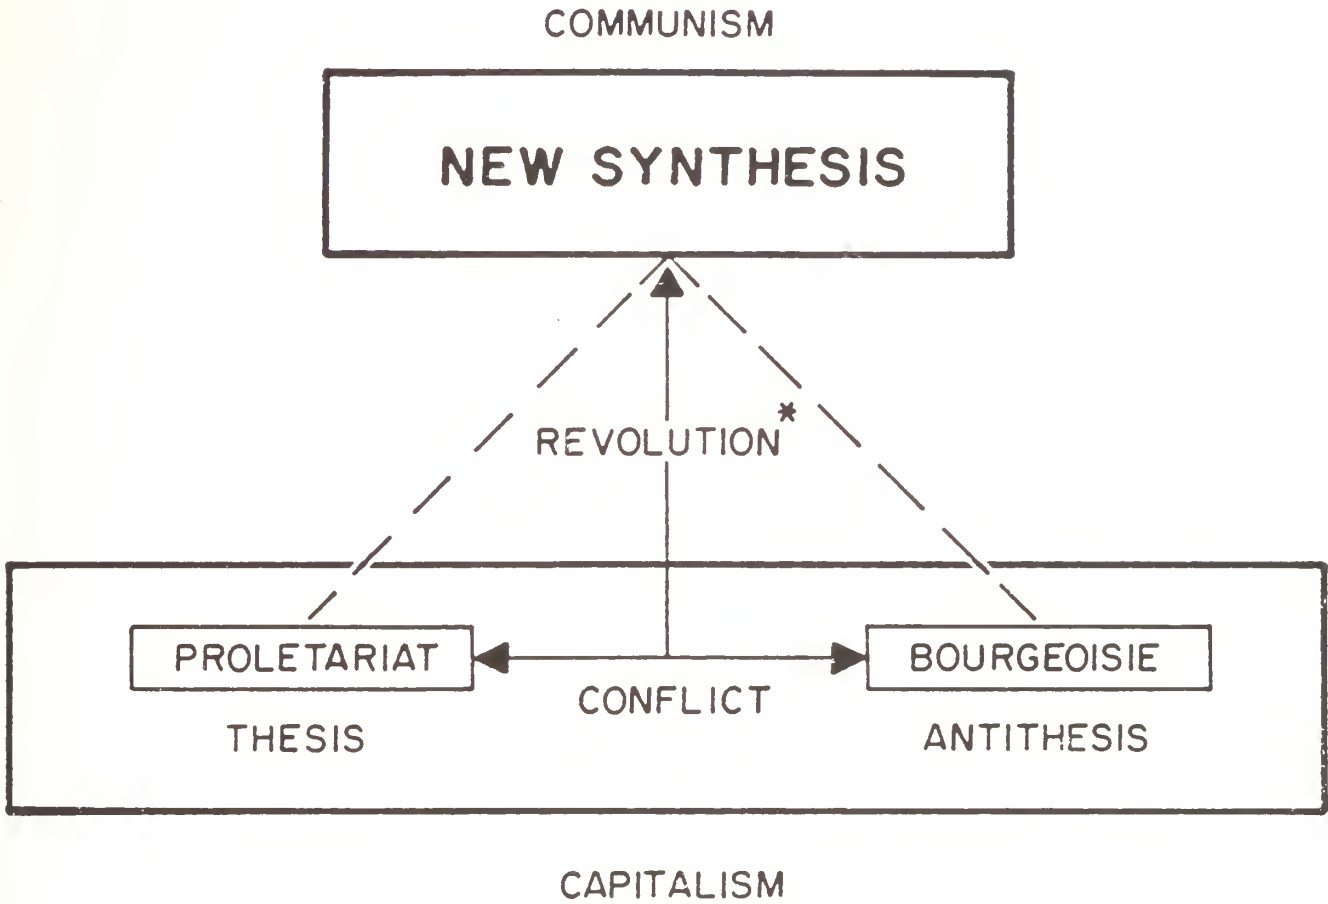 COMMUNISM
NEW SYNTHESIS
REVOLUTION*
PROLETARIAT
BOURGEOISIE
CONFLICT
THESIS
ANTITHESIS
CAPITALISM